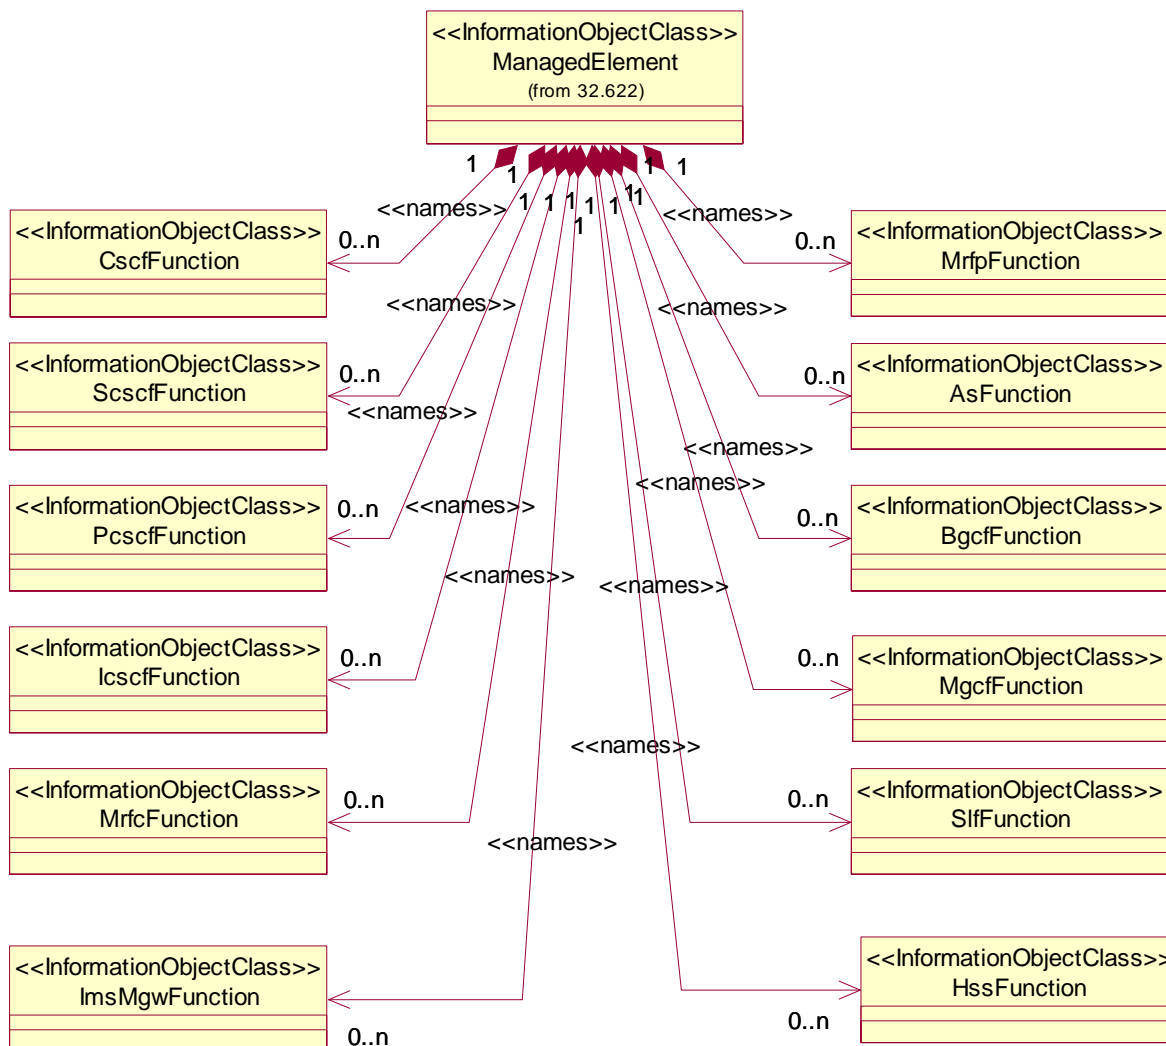 <<InformationObjectClass>>
ManagedElement
(from 32.622)
1
1
1
1
1
1
1
1
1
1
1
1
<<names>>
<<names>>
<<InformationObjectClass>>
CscfFunction
0..n
0..n
<<InformationObjectClass>>
MrfpFunction
<<names>>
<<names>>
<<InformationObjectClass>>
ScscfFunction
0..n
0..n
<<InformationObjectClass>>
AsFunction
<<names>>
<<names>>
<<names>>
<<InformationObjectClass>>
PcscfFunction
0..n
<<names>>
0..n
<<InformationObjectClass>>
BgcfFunction
<<names>>
<<names>>
<<InformationObjectClass>>
IcscfFunction
0..n
0..n
<<InformationObjectClass>>
MgcfFunction
<<names>>
<<InformationObjectClass>>
MrfcFunction
0..n
0..n
<<InformationObjectClass>>
SlfFunction
<<names>>
<<InformationObjectClass>>
ImsMgwFunction
0..n
0..n
<<InformationObjectClass>>
HssFunction